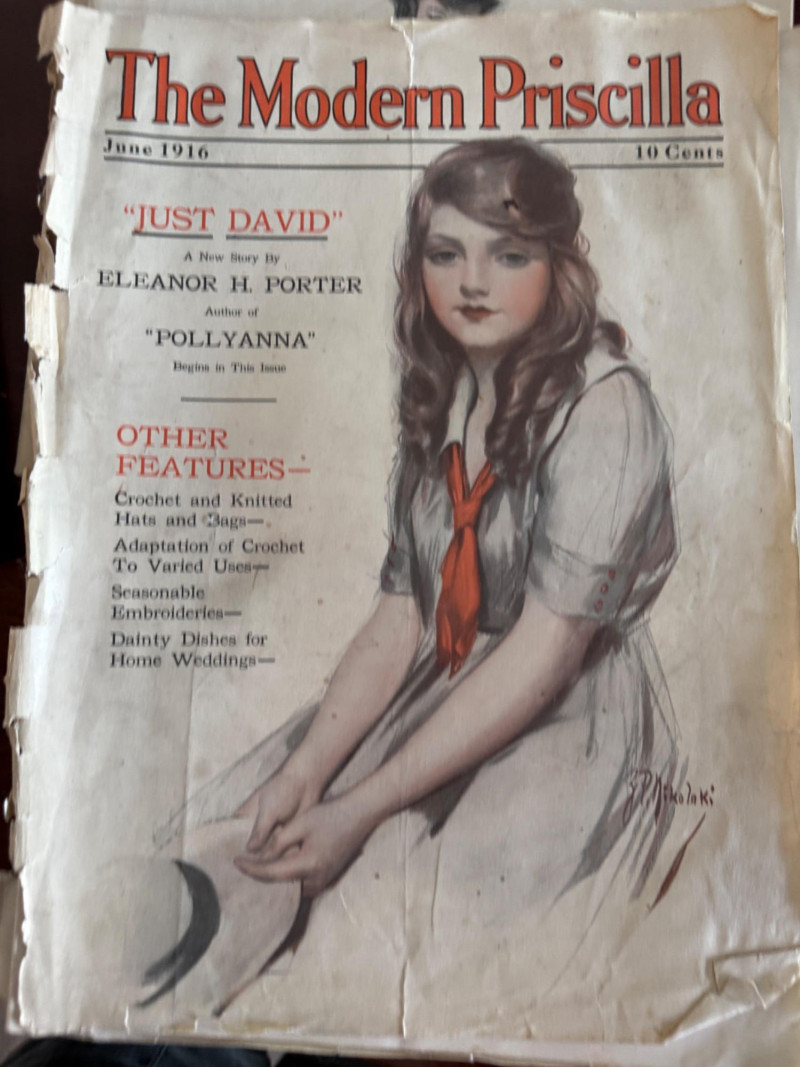 The Modern Priscilla
June 1916 10 Cents
"JUST DAVID"
A New Story By
ELEANOR H. PORTER
Author of
"POLLYANNA"
Begins in This Issue
OTHER
FEATURES—
Crochet and Knitted
Hats and Bags—
Adaptation of Crochet
To Varied Uses—
Seasonable
Embroideries—
Dainty Dishes for
Home Weddings—
Nikolaki